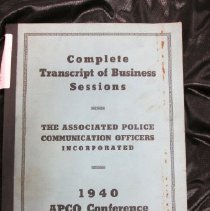 Complete
Transcript of Business
Sessions
THE ASSOCIATED POLICE
COMMUNICATION OFFICERS
INCORPORATED
1940
APCO Conference